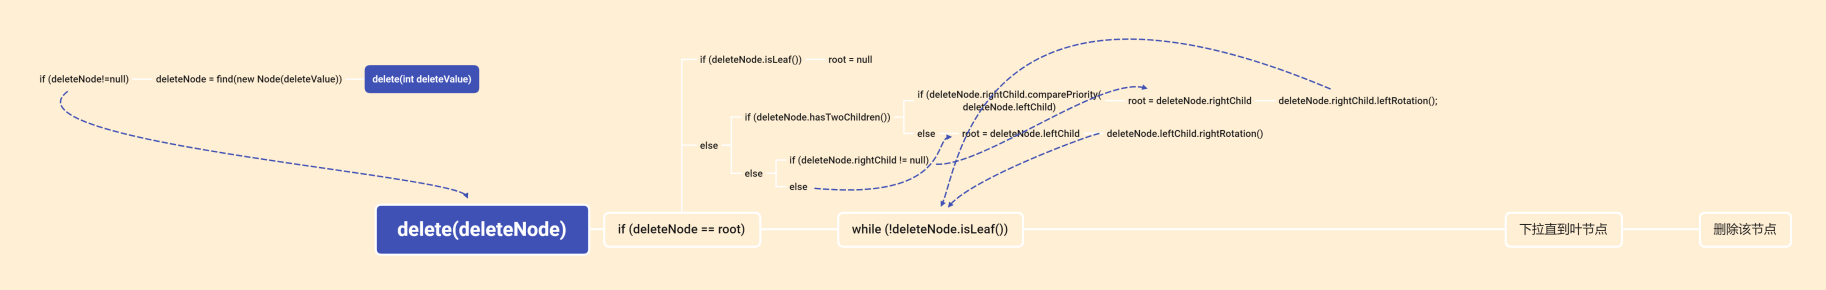 if (deleteNode!=null)
deleteNode = find(new Node(deleteValue))
delete(int deleteValue)
if (deleteNode.isLeaf())
root = null
if (deleteNode.rightChild.comparePriority(
deleteNode.leftChild)
root = deleteNode.rightChild
deleteNode.rightChild.leftRotation();
if (deleteNode.hasTwoChildren())
else
root = deleteNode.leftChild
deleteNode.leftChild.rightRotation()
else
if (deleteNode.rightChild != null)
else
else
delete(deleteNode)
if (deleteNode == root)
while (!deleteNode.isLeaf())
下拉直到叶节点
删除该节点